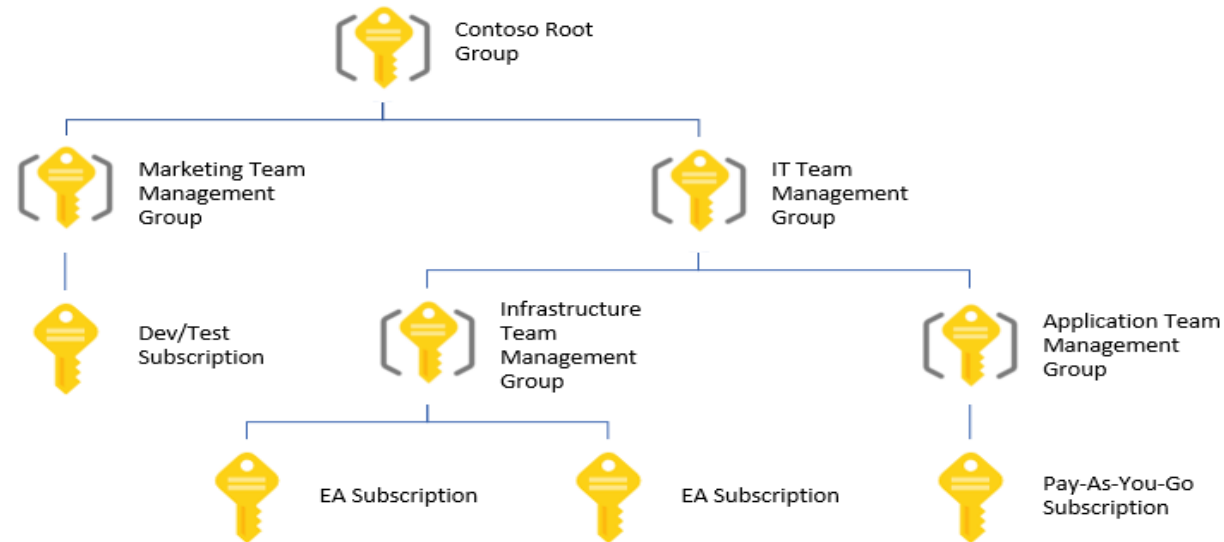 Contoso Root
Group
Marketing Team
Management
Group
IT Team
Management
Group
Dev/Test
Subscription
Infrastructure
Team
Management
Group
Application Team
Management
Group
EA Subscription
EA Subscription
Pay-As-You-Go
Subscription